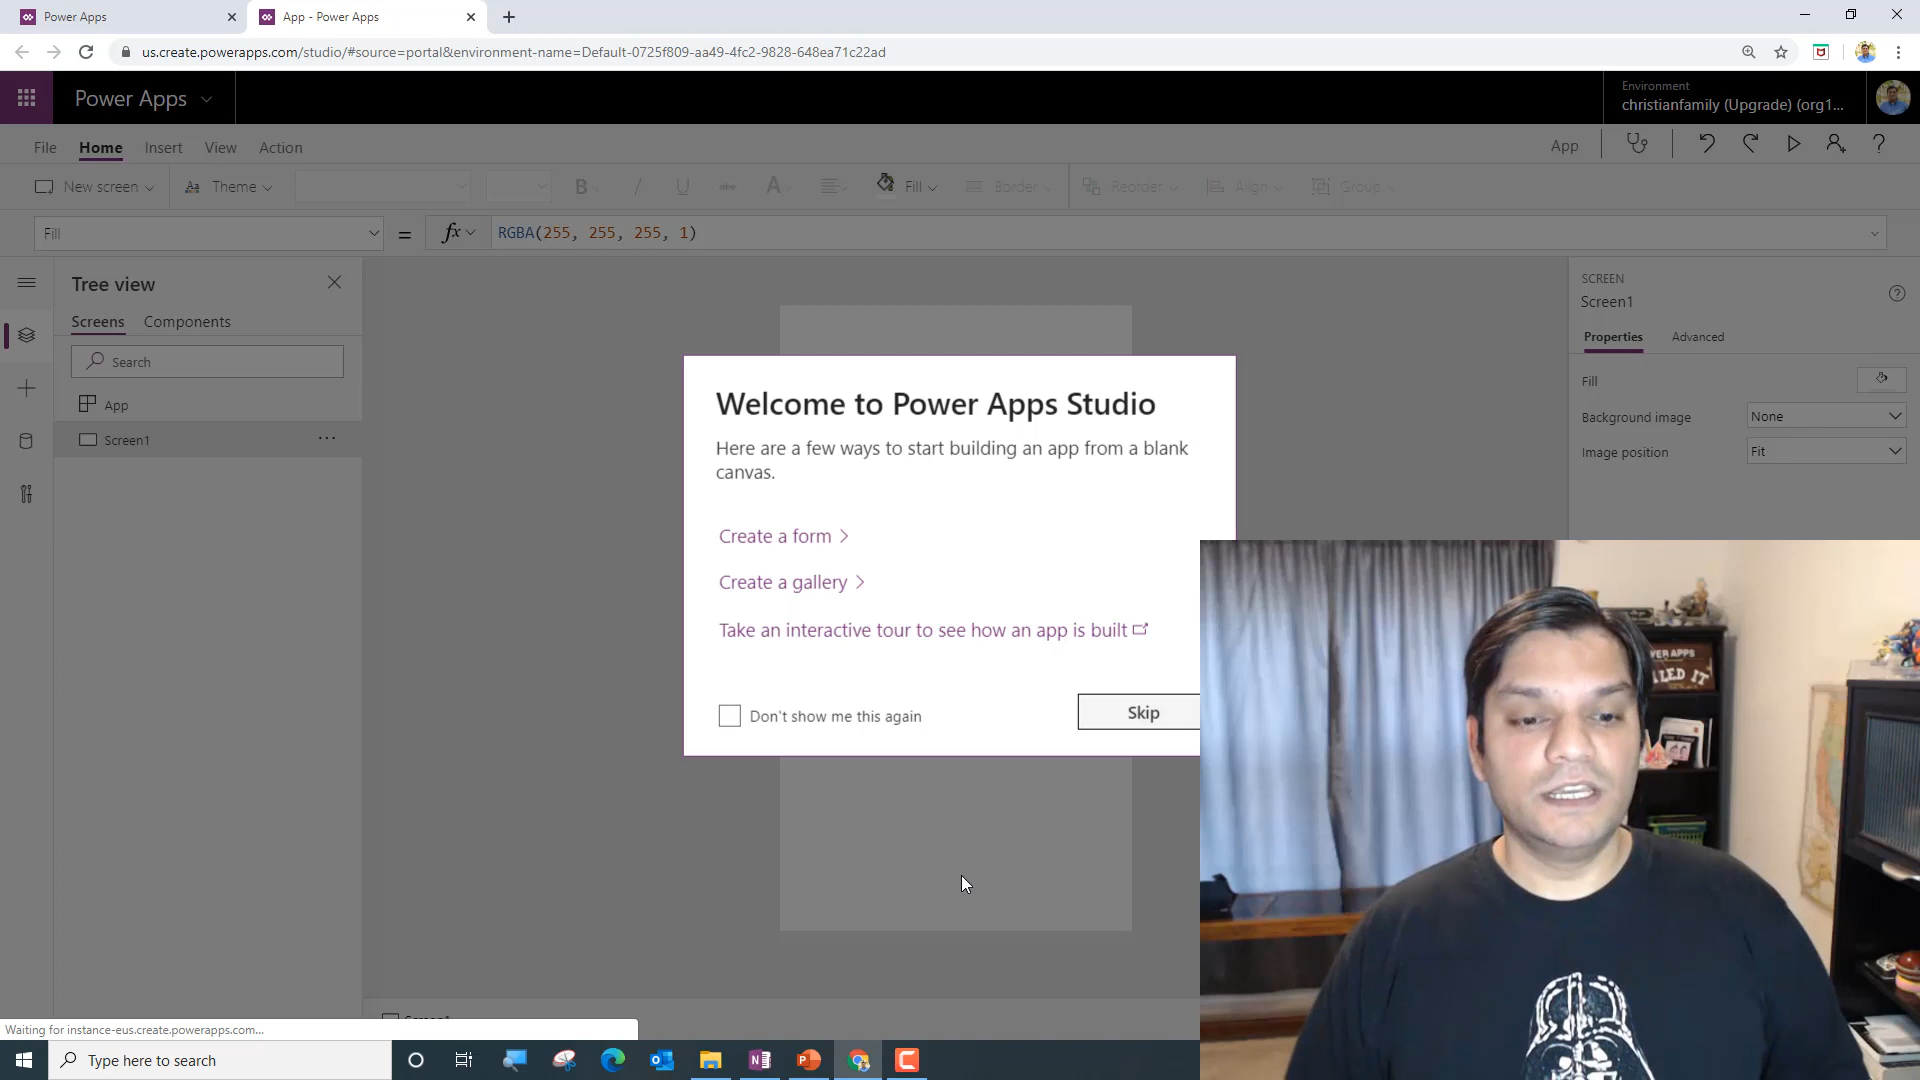 Power Apps
App - Power Apps
us.create.powerapps.com/studio/#source=portal&environment-name=Default-0725f809-aa49-4fc2-9828-648ea71c22ad
Power Apps
Environment
christianfamily (Upgrade) (org1...
File Home Insert View Action
App
New screen Theme
B / U abc A
Fill Border Reorder Align Group
Fill
= fx RGBA(255, 255, 255, 1)
Tree view
Screens Components
Search
App
Screen1
SCREEN
Screen1
Properties Advanced
Fill
Background image None
Image position Fit
Welcome to Power Apps Studio
Here are a few ways to start building an app from a blank
canvas.
Create a form
Create a gallery
Take an interactive tour to see how an app is built
Don't show me this again
Skip
Waiting for instance-eus.create.powerapps.com...
Type here to search